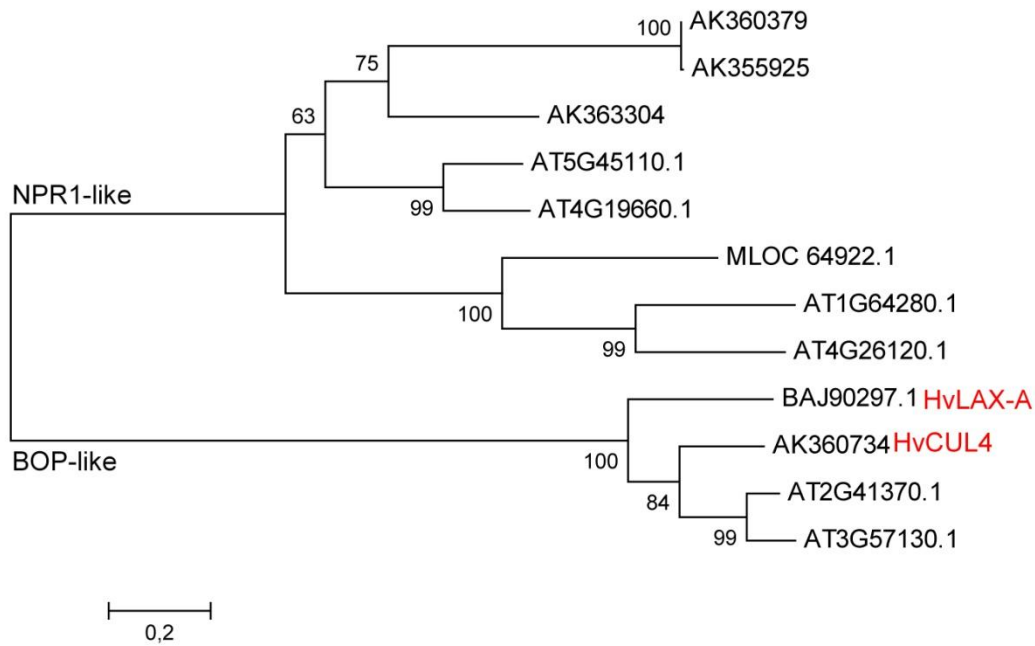 AK360379
100
AK355925
75
AK363304
63
AT5G45110.1
NPR1-like
99
AT4G19660.1
MLOC 64922.1
AT1G64280.1
100
99
AT4G26120.1
BAJ90297.1 HvLAX-A
AK360734 HvCUL4
BOP-like
100
AT2G41370.1
84
99
AT3G57130.1
0,2